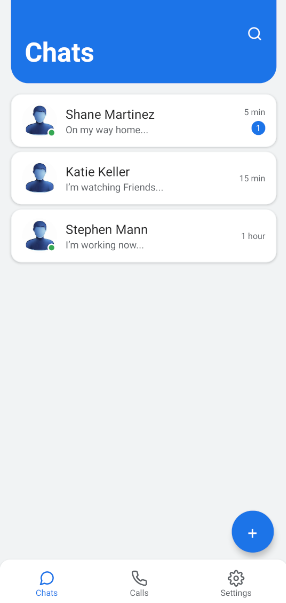 Chats
Shane Martinez
5 min
On my way home...
1
Katie Keller
15 min
I'm watching Friends...
Stephen Mann
1 hour
I'm working now...
+
Chats
Calls
Settings